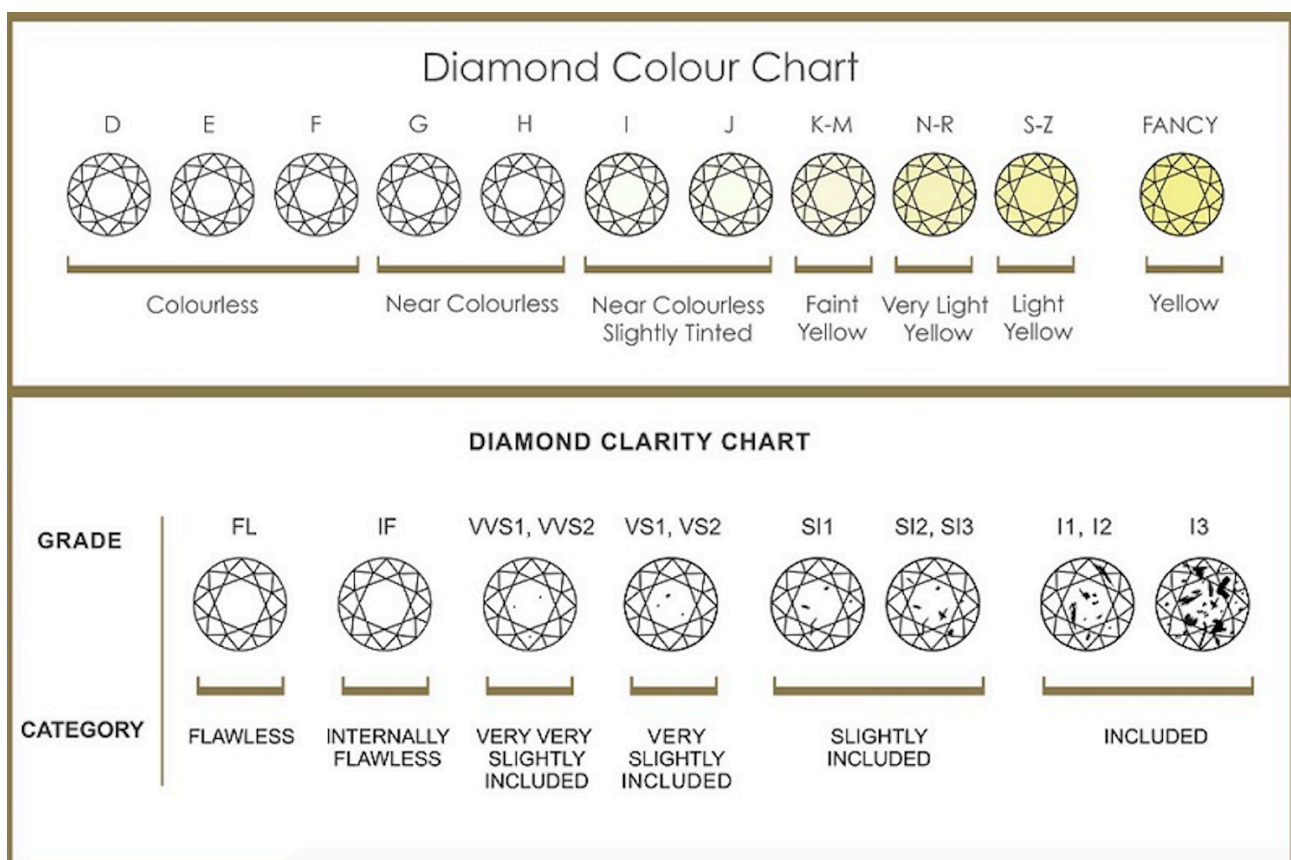 Diamond Colour Chart
D E F G H I J K-M N-R S-Z FANCY
Colourless Near Colourless Near Colourless Faint Very Light Light Yellow
Slightly Tinted Yellow Yellow Yellow
DIAMOND CLARITY CHART
GRADE FL IF VVS1, VVS2 VS1, VS2 SI1 SI2, SI3 I1, I2 I3
CATEGORY FLAWLESS INTERNALLY VERY VERY VERY SLIGHTLY INCLUDED
FLAWLESS SLIGHTLY SLIGHTLY INCLUDED
INCLUDED INCLUDED